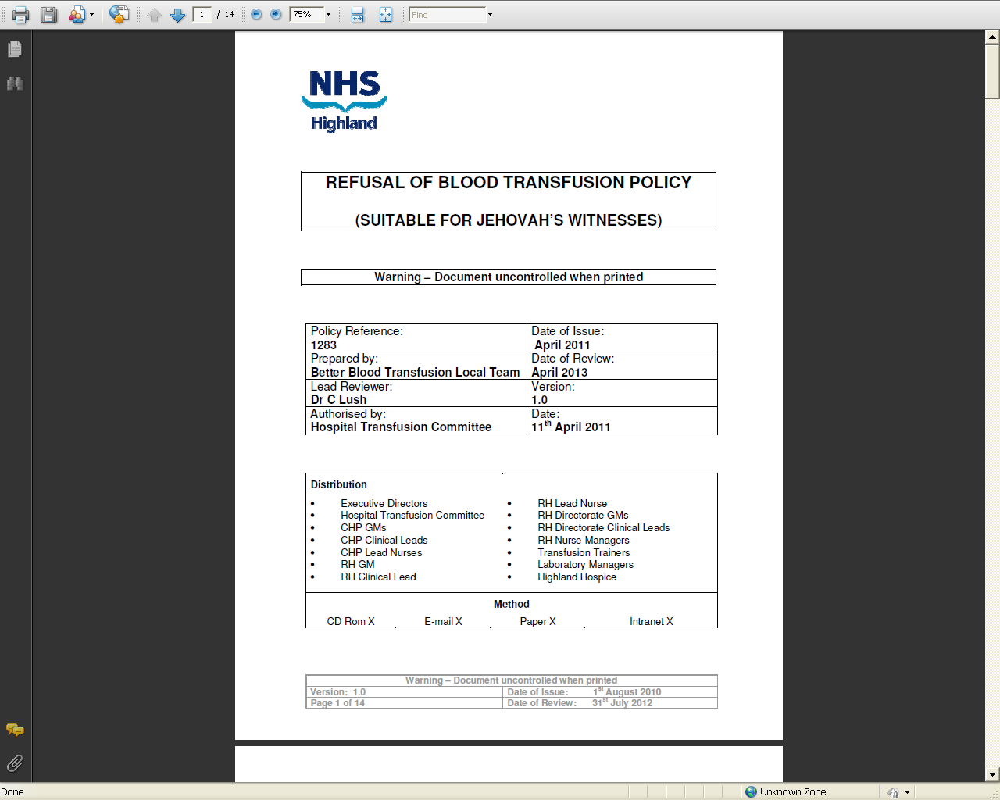 1 / 14 75% Find
NHS
Highland
REFUSAL OF BLOOD TRANSFUSION POLICY
(SUITABLE FOR JEHOVAH'S WITNESSES)
Warning – Document uncontrolled when printed
Policy Reference: Date of Issue:
1283 April 2011
Prepared by: Date of Review:
Better Blood Transfusion Local Team April 2013
Lead Reviewer: Version:
Dr C Lush 1.0
Authorised by: Date:
Hospital Transfusion Committee 11th April 2011
Distribution
• Executive Directors • RH Lead Nurse
• Hospital Transfusion Committee • RH Directorate GMs
• CHP GMs • RH Directorate Clinical Leads
• CHP Clinical Leads • RH Nurse Managers
• CHP Lead Nurses • Transfusion Trainers
• RH GM • Laboratory Managers
• RH Clinical Lead • Highland Hospice
Method
CD Rom X E-mail X Paper X Intranet X
Warning – Document uncontrolled when printed
Version: 1.0 Date of Issue: 1st August 2010
Page 1 of 14 Date of Review: 31st July 2012
Done Unknown Zone